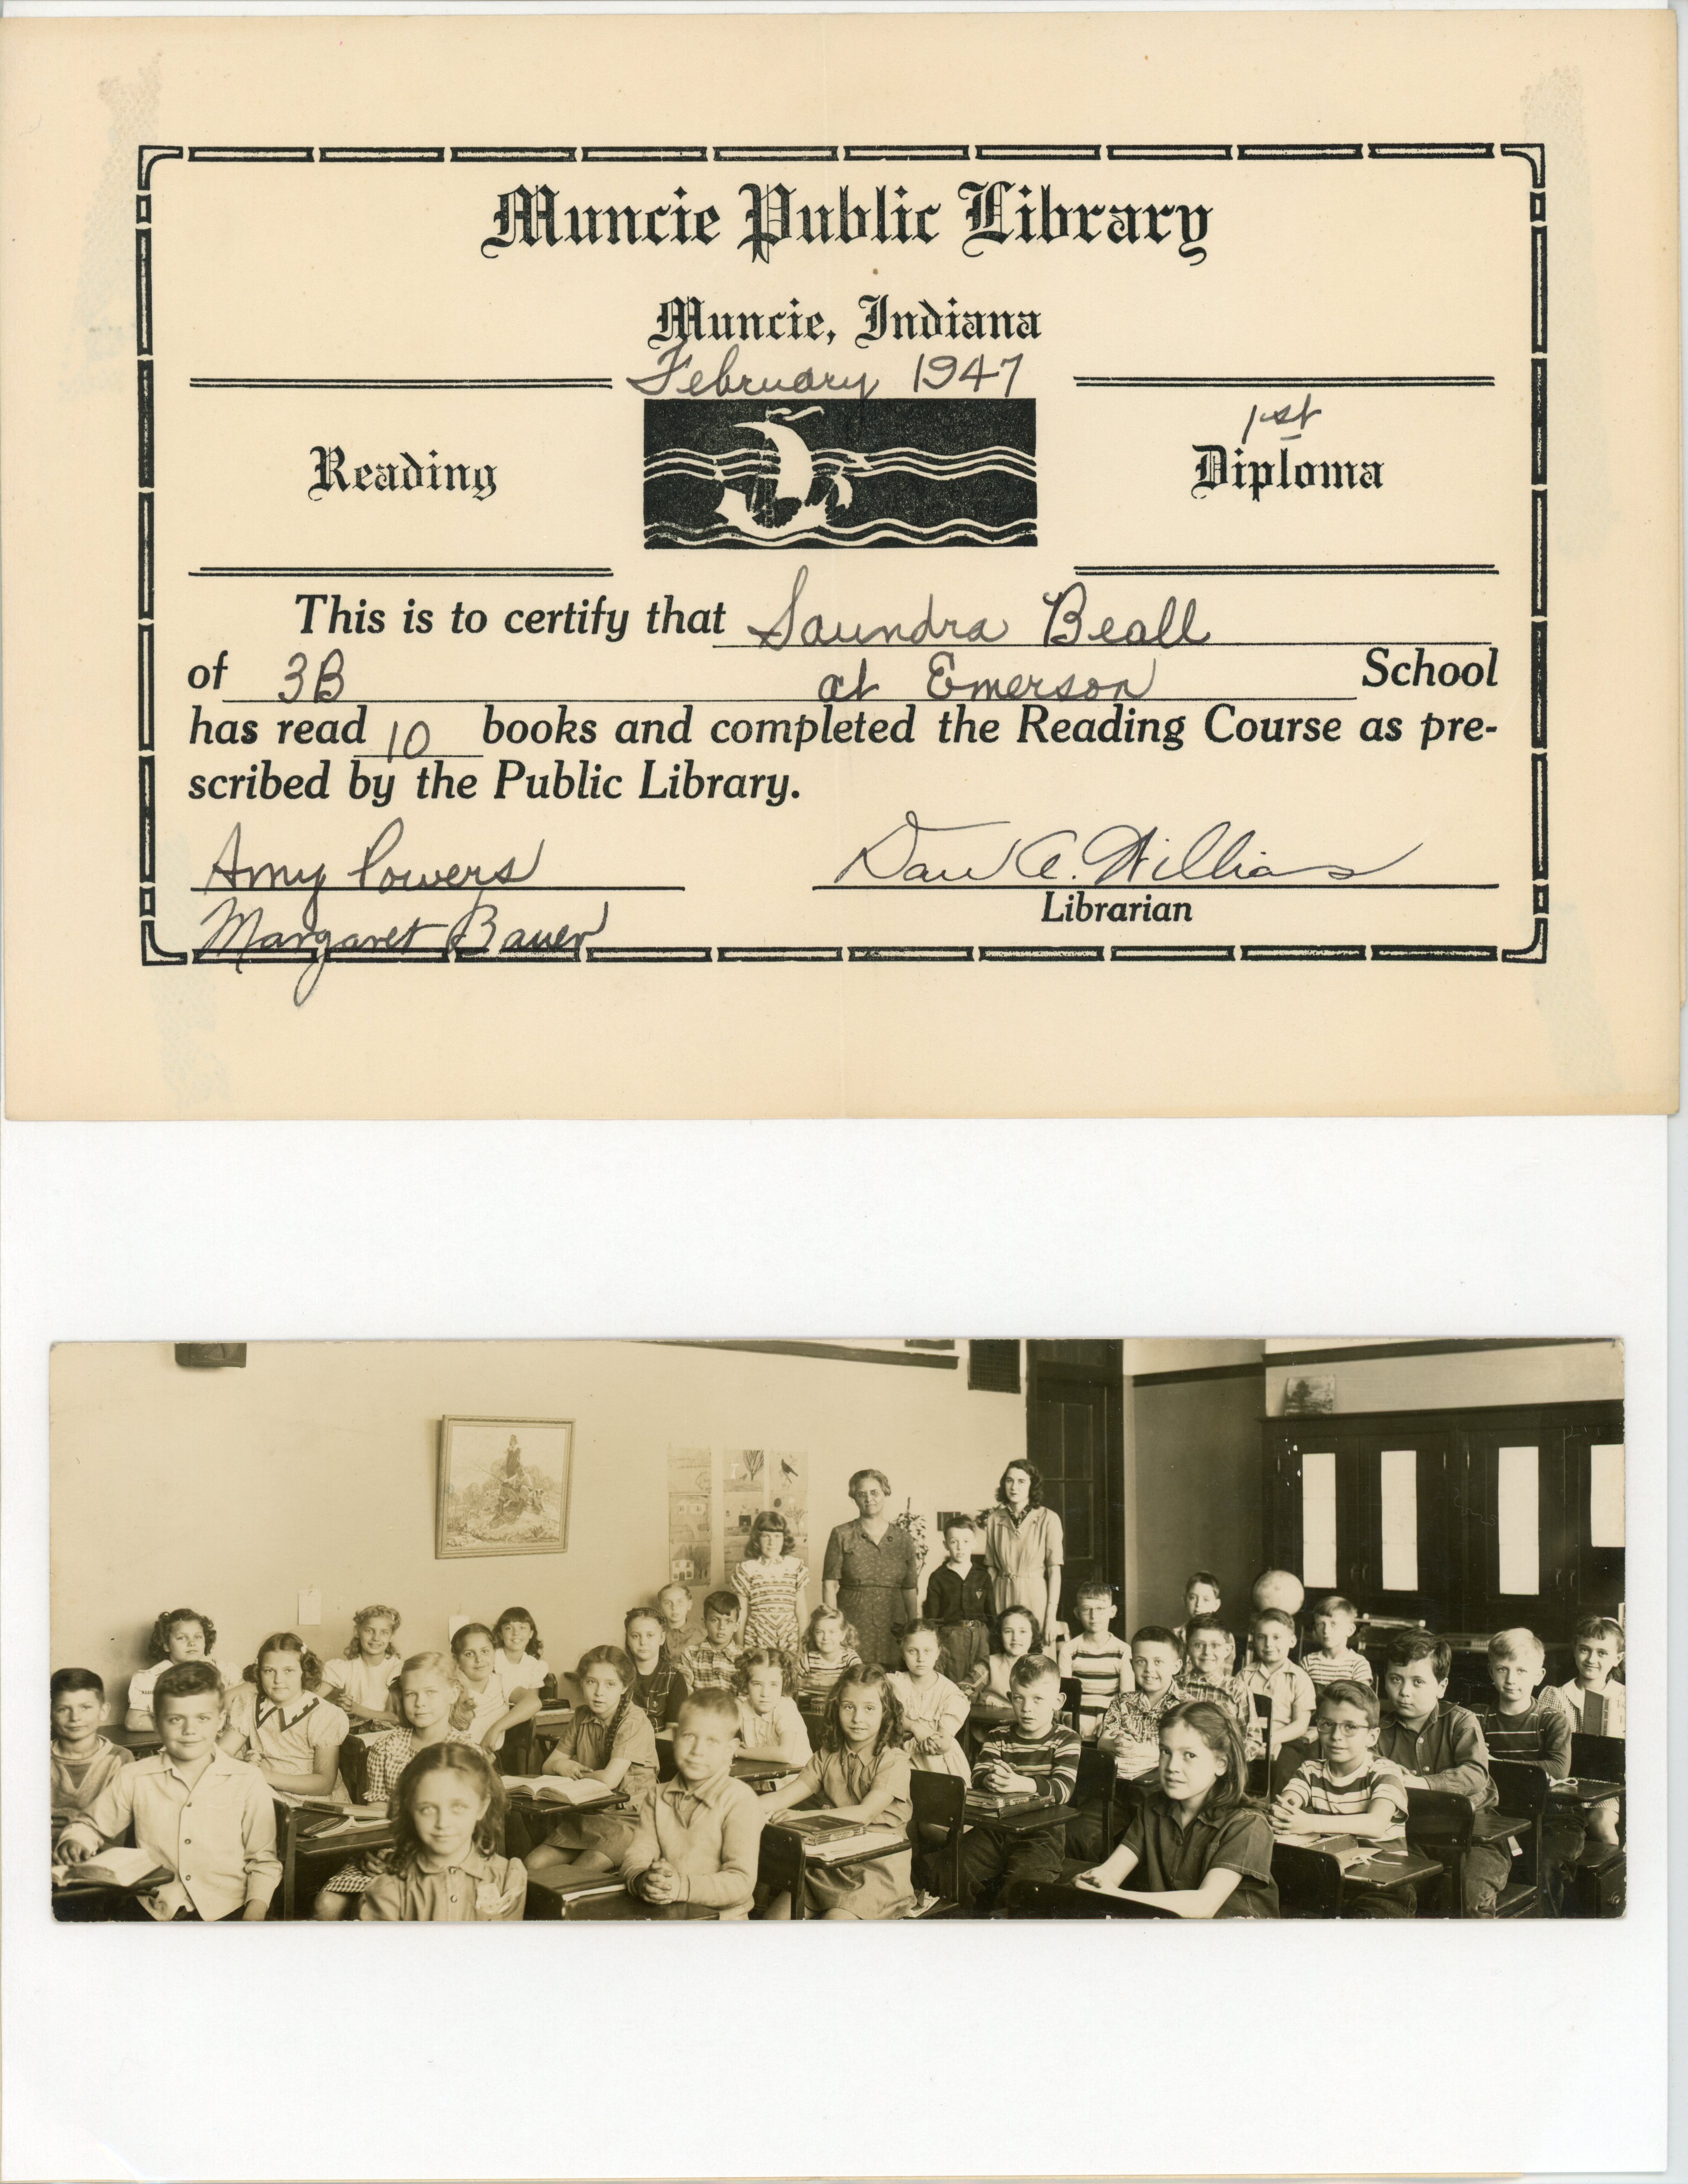 Muncie Public Library
Muncie, Indiana
February 1947
1st
Reading Diploma
This is to certify that Saundra Beall
of 3B at Emerson School
has read 10 books and completed the Reading Course as pre-
scribed by the Public Library.
Amy Powers
A. Williams
Librarian
Margaret Bauer